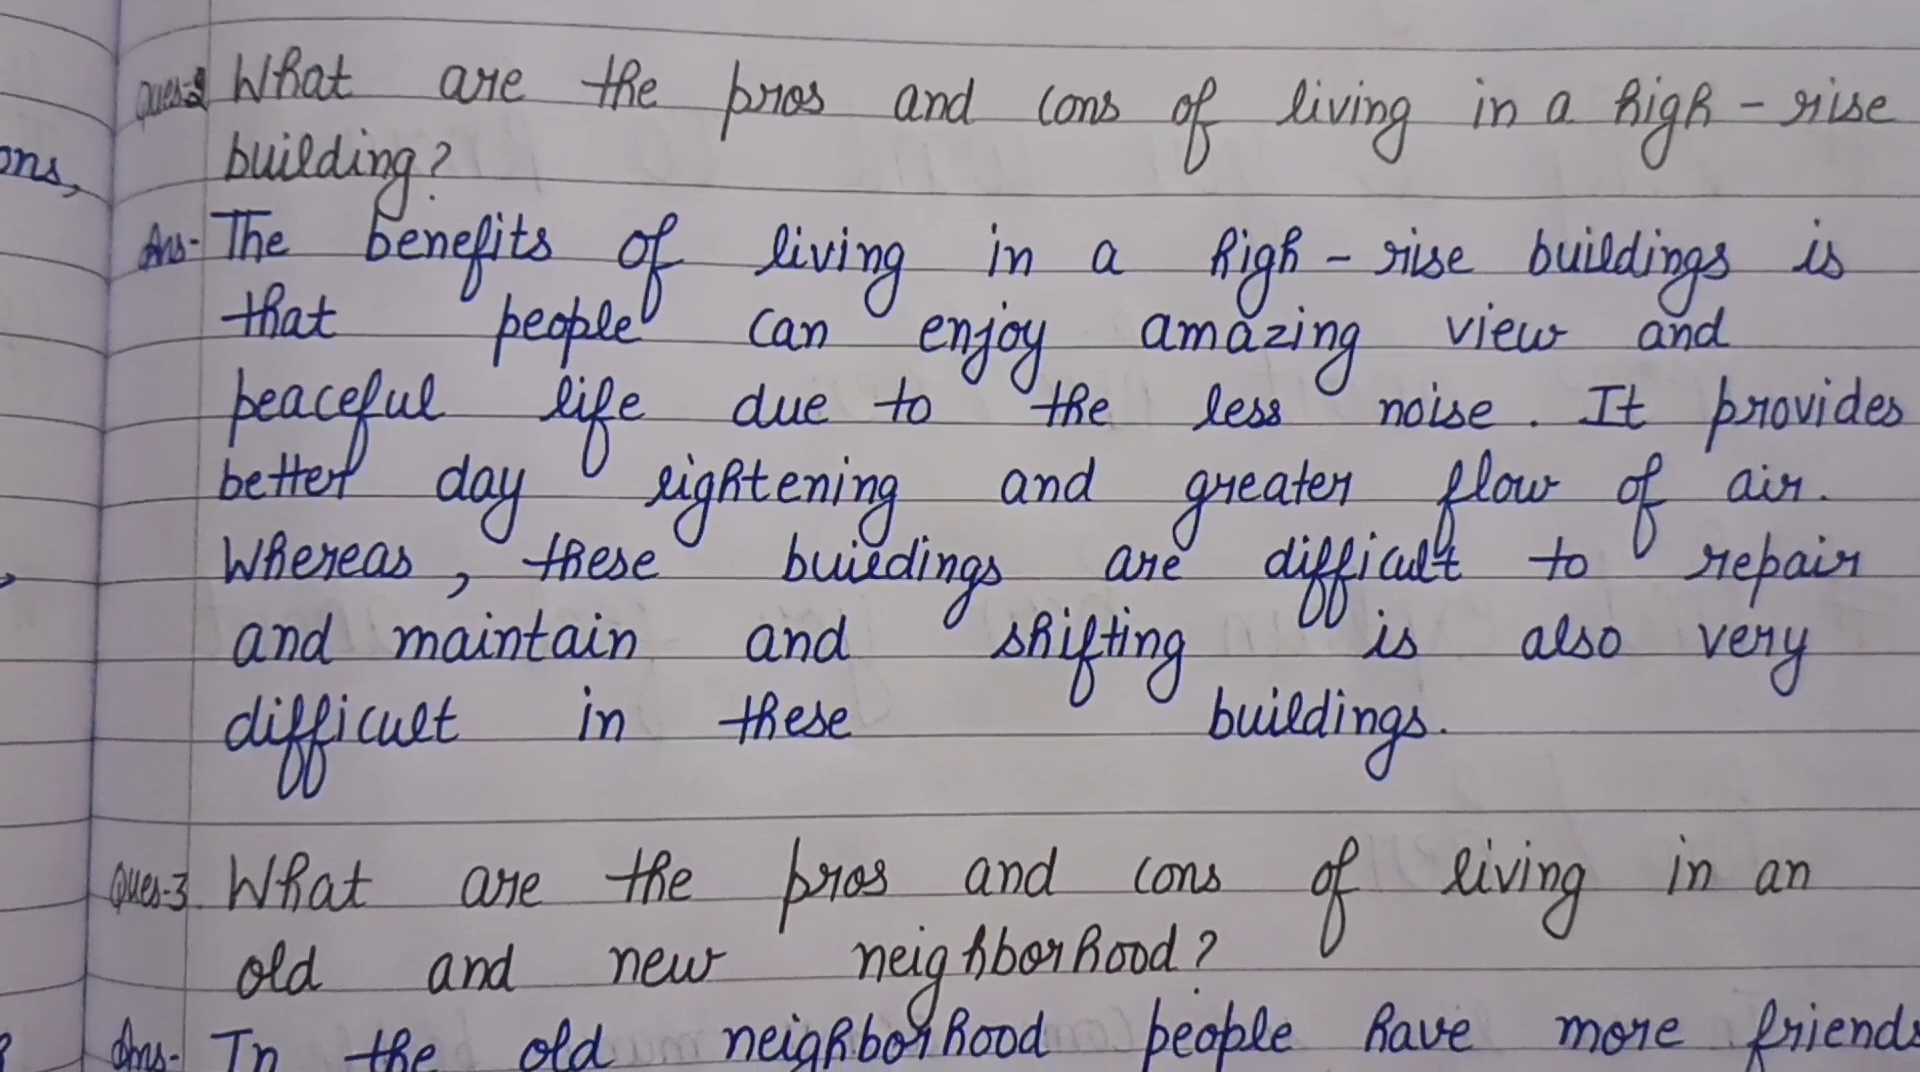 ons,
Ques-2 What are the pros and cons of living in a high-rise
building?
Ans- The benefits of living in a high-rise buildings is
that people can enjoy amazing view and
peaceful life due to the less noise. It provides
better day lightening and greater flow of air.
Whereas, these buildings are difficult to repair
and maintain and shifting is also very
difficult in these buildings.
Ques-3. What are the pros and cons of living in an
old and new neighborhood?
Ans- In the old neighborhood people have more friends